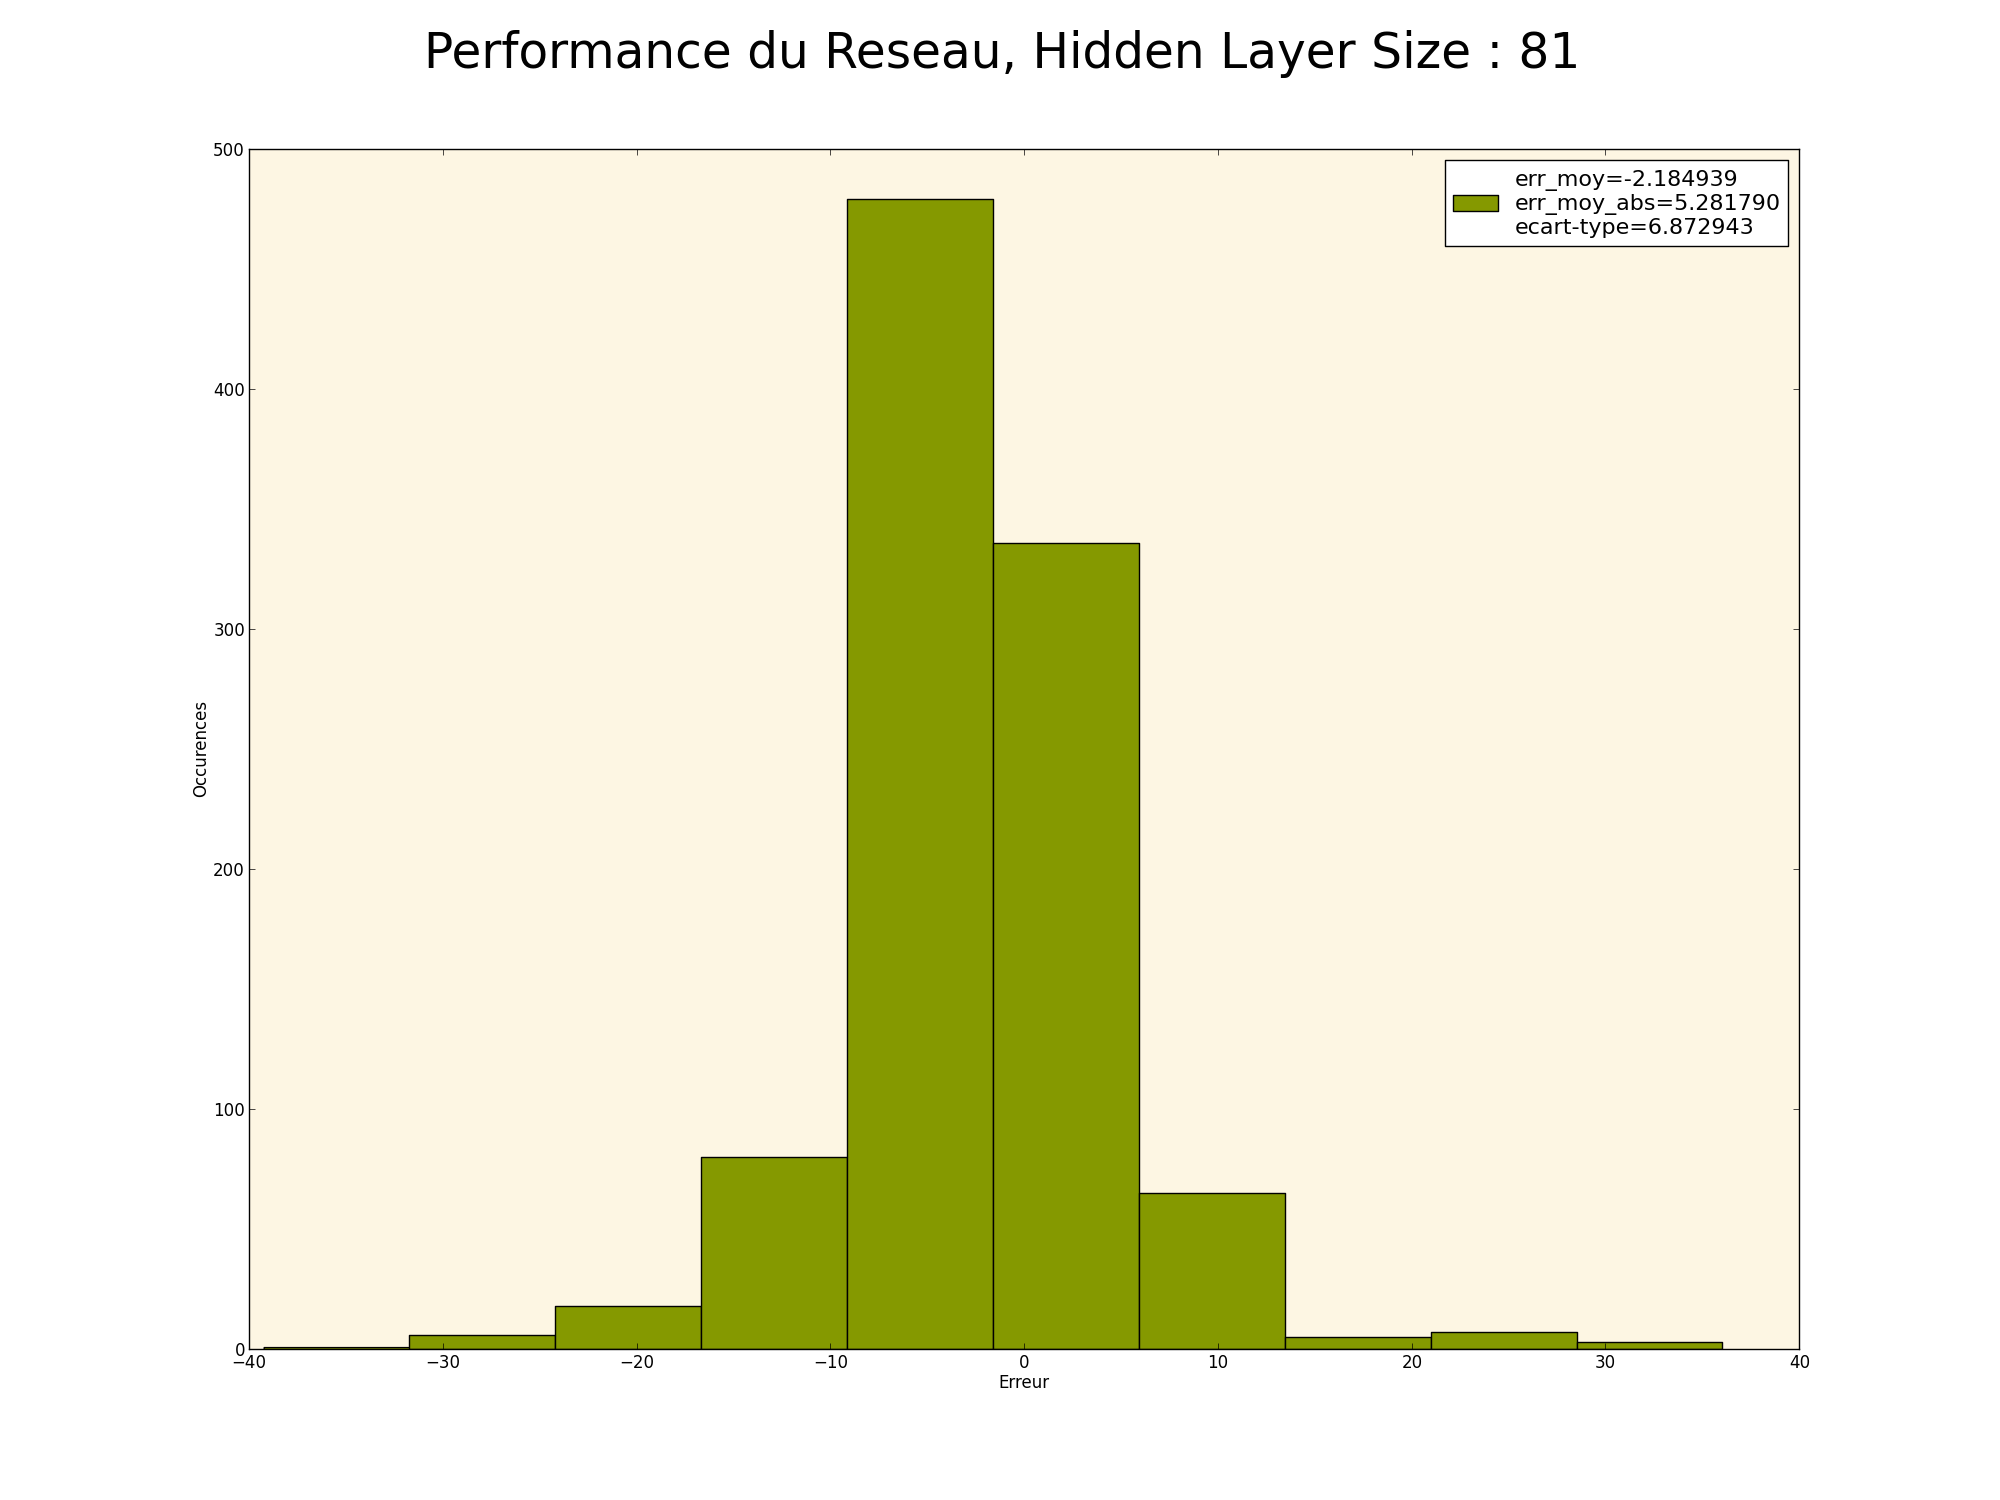 Performance du Reseau, Hidden Layer Size : 81
err_moy=-2.184939
err_moy_abs=5.281790
ecart-type=6.872943
500
400
300
200
100
0
Occurences
−40 −30 −20 −10 0 10 20 30 40
Erreur